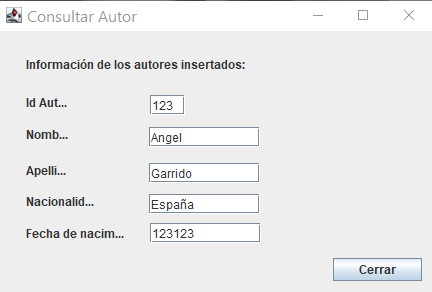 Consultar Autor
Información de los autores insertados:
Id Aut... 123
Nomb... Angel
Apelli... Garrido
Nacionalid... España
Fecha de nacim... 123123
Cerrar